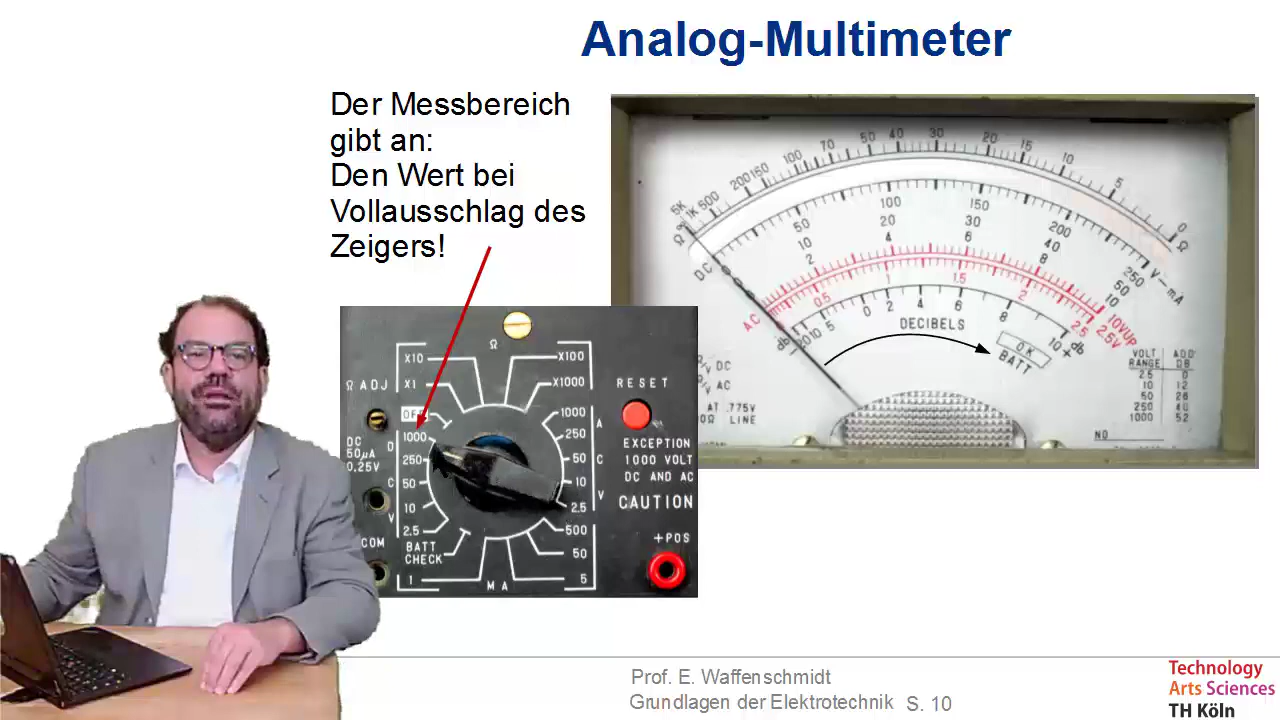 Analog-Multimeter
Der Messbereich
gibt an:
Den Wert bei
Vollausschlag des
Zeigers!
5K
1K 500
200 150 100 70 50 40 30 20 15 10 5 0
Ω ∞
Ω
DC
50 100 150 200 250
V-mA
10 20 30 40 50
2 4 6 8 10
AC
10VUP
0.5 1 1.5 2 2.5
2.5V
db
20 10 5 0 2 4 6 8 10
+ db
DECIBELS
OK
BATT
DC
AC
AT .775V
LINE
VOLT ADD
RANGE DB
2.5 0
10 12
50 26
250 40
1000 52
NO
Ω
X10
X100
Ω ADJ
X1
X1000
RESET
OFF
1000
1000
A
DC
50µA
0.25V
D
250
250
EXCEPTION
1000 VOLT
DC AND AC
C
50
50
C
V
10
10
V
CAUTION
2.5
2.5
COM
BATT
CHECK
500
50
+POS
1
MA
5
Prof. E. Waffenschmidt
Grundlagen der Elektrotechnik S. 10
Technology
Arts Sciences
TH Köln